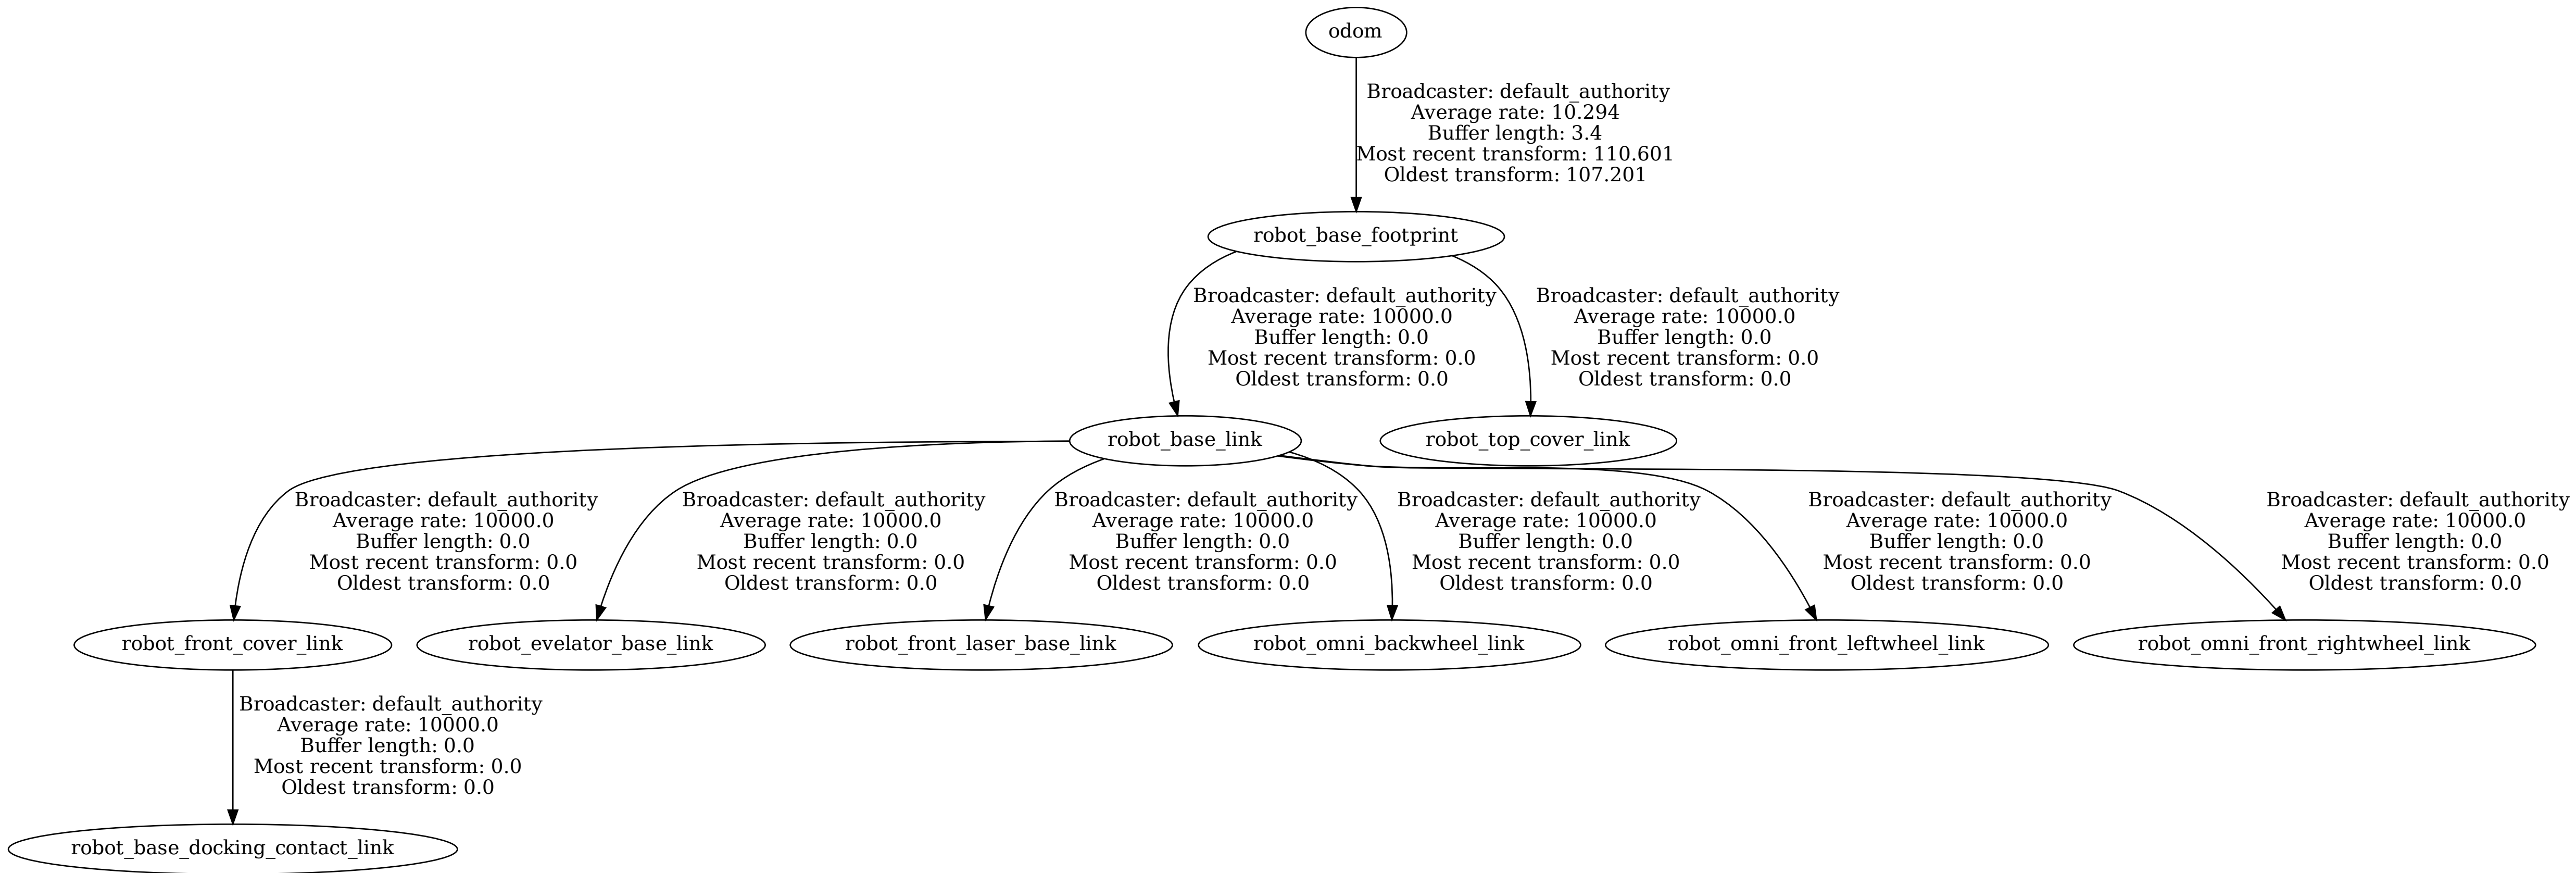 odom
Broadcaster: default_authority
Average rate: 10.294
Buffer length: 3.4
Most recent transform: 110.601
Oldest transform: 107.201
robot_base_footprint
Broadcaster: default_authority
Average rate: 10000.0
Buffer length: 0.0
Most recent transform: 0.0
Oldest transform: 0.0
Broadcaster: default_authority
Average rate: 10000.0
Buffer length: 0.0
Most recent transform: 0.0
Oldest transform: 0.0
robot_base_link
robot_top_cover_link
Broadcaster: default_authority
Average rate: 10000.0
Buffer length: 0.0
Most recent transform: 0.0
Oldest transform: 0.0
Broadcaster: default_authority
Average rate: 10000.0
Buffer length: 0.0
Most recent transform: 0.0
Oldest transform: 0.0
Broadcaster: default_authority
Average rate: 10000.0
Buffer length: 0.0
Most recent transform: 0.0
Oldest transform: 0.0
Broadcaster: default_authority
Average rate: 10000.0
Buffer length: 0.0
Most recent transform: 0.0
Oldest transform: 0.0
Broadcaster: default_authority
Average rate: 10000.0
Buffer length: 0.0
Most recent transform: 0.0
Oldest transform: 0.0
Broadcaster: default_authority
Average rate: 10000.0
Buffer length: 0.0
Most recent transform: 0.0
Oldest transform: 0.0
robot_front_cover_link
robot_evelator_base_link
robot_front_laser_base_link
robot_omni_backwheel_link
robot_omni_front_leftwheel_link
robot_omni_front_rightwheel_link
Broadcaster: default_authority
Average rate: 10000.0
Buffer length: 0.0
Most recent transform: 0.0
Oldest transform: 0.0
robot_base_docking_contact_link